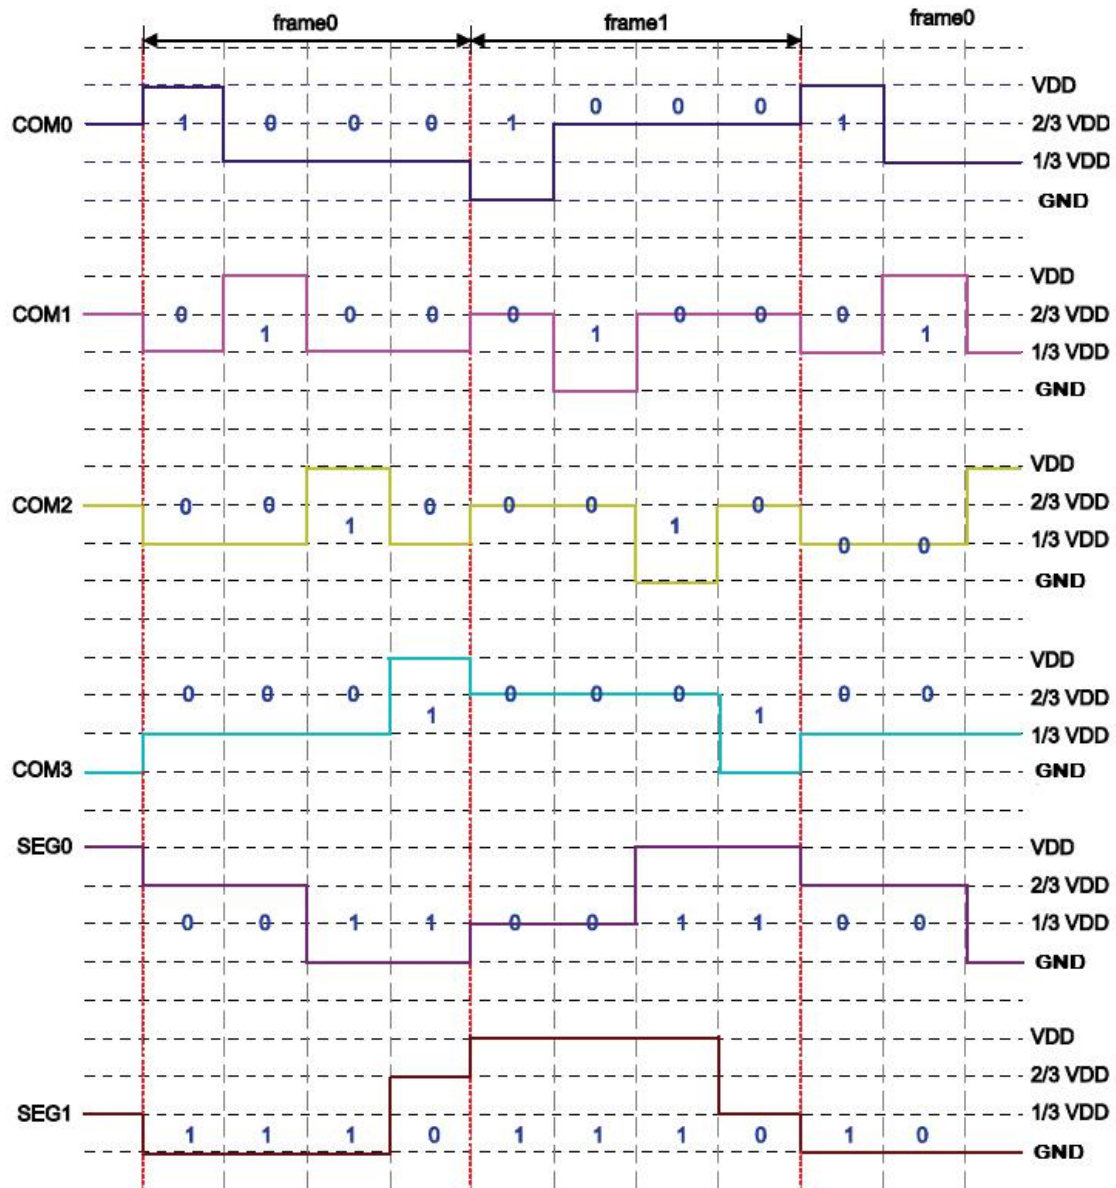 frame0 frame1 frame0
VDD
0 0 0
COM0 1 0 0 0 1 1 2/3 VDD
1/3 VDD
GND
VDD
COM1 0 0 0 0 0 0 0 2/3 VDD
1 1 1
1/3 VDD
GND
VDD
COM2 0 0 0 0 0 0 2/3 VDD
1 1
1/3 VDD
0 0
GND
VDD
0 0 0 0 0 0 0 0 2/3 VDD
1 1
1/3 VDD
COM3 GND
SEG0 VDD
2/3 VDD
0 0 1 1 0 0 1 1 0 0 1/3 VDD
GND
VDD
2/3 VDD
SEG1 1/3 VDD
1 1 1 0 1 1 1 0 1 0
GND